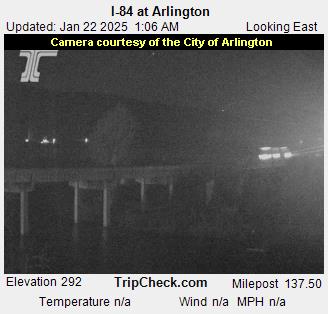 I-84 at Arlington
Updated: Jan 22 2025 1:06 AM Looking East
Camera courtesy of the City of Arlington
Elevation 292 TripCheck.com Milepost 137.50
Temperature n/a Wind n/a MPH n/a